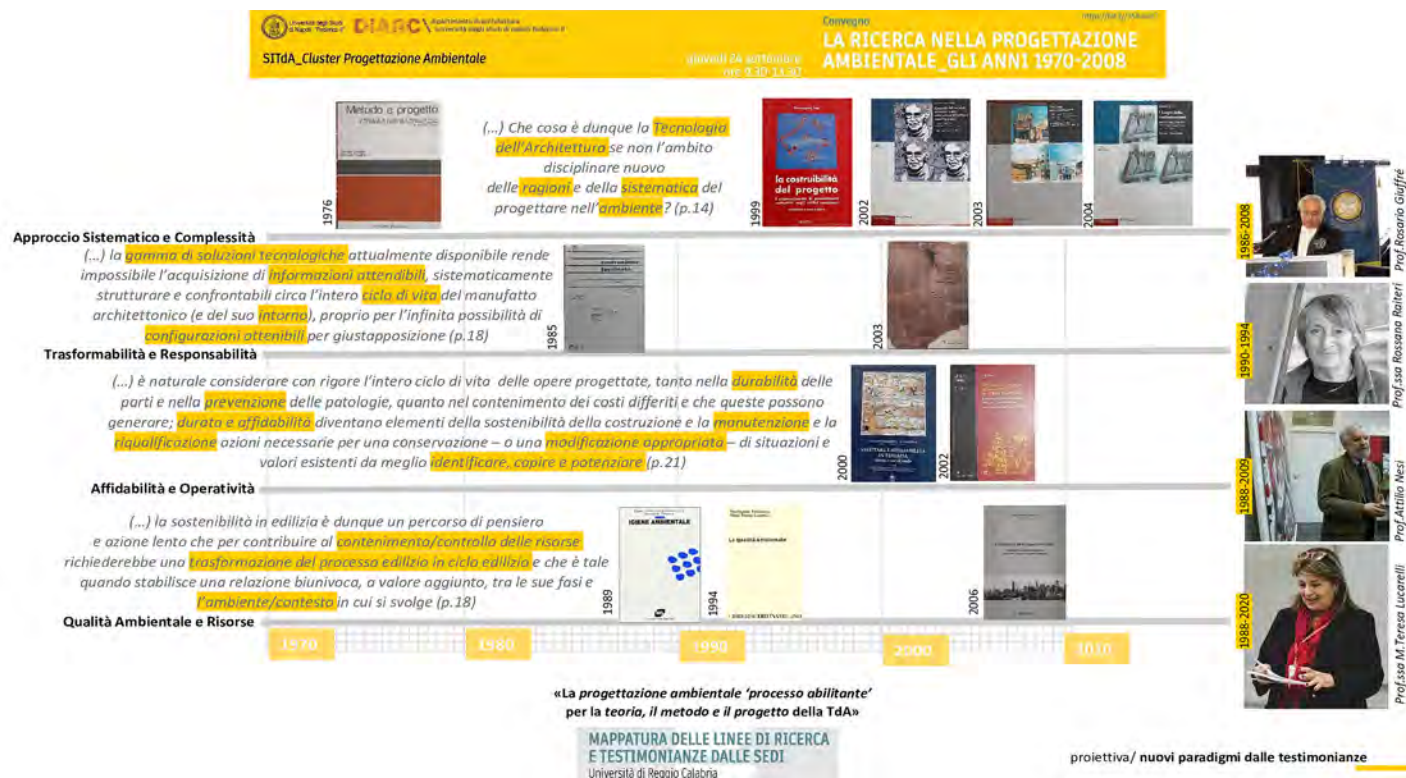 Università degli Studi
di Napoli "Federico II"
DIARC
dipartimento di architettura
università degli studi di napoli federico II
SITdA_Cluster Progettazione Ambientale
giovedì 24 settembre
Convegno
LA RICERCA NELLA PROGETTAZIONE
AMBIENTALE_GLI ANNI 1970-2008
1976
Metodo e progetto
(...) Che cosa è dunque la Tecnologia
dell'Architettura se non l'ambito
disciplinare nuovo
delle ragioni e della sistematica del
progettare nell'ambiente? (p.14)
1999
la costruibilità
del progetto
2002
2003
2004
1986-2008
Prof.Rosario Giuffré
Approccio Sistematico e Complessità
(...) la gamma di soluzioni tecnologiche attualmente disponibile rende
impossibile l'acquisizione di informazioni attendibili, sistematicamente
strutturare e confrontabili circa l'intero ciclo di vita del manufatto
architettonico (e del suo intorno), proprio per l'infinita possibilità di
configurazioni ottenibili per giustapposizione (p.18)
1985
2003
1990-1994
Prof.ssa Rossana Raiteri
Trasformabilità e Responsabilità
(...) è naturale considerare con rigore l'intero ciclo di vita delle opere progettate, tanto nella durabilità delle
parti e nella prevenzione delle patologie, quanto nel contenimento dei costi differiti e che queste possono
generare; durata e affidabilità diventano elementi della sostenibilità della costruzione e la manutenzione e la
riqualificazione azioni necessarie per una conservazione – o una modificazione appropriata – di situazioni e
valori esistenti da meglio identificare, capire e potenziare (p.21)
2000
2002
1988-2009
Prof.Attilio Nesi
Affidabilità e Operatività
(...) la sostenibilità in edilizia è dunque un percorso di pensiero
e azione lento che per contribuire al contenimento/controllo delle risorse
richiederebbe una trasformazione del processo edilizio in ciclo edilizio e che è tale
quando stabilisce una relazione biunivoca, a valore aggiunto, tra le sue fasi e
l'ambiente/contesto in cui si svolge (p.18)
1989
IGIENE AMBIENTALE
1994
La qualità ambientale
2006
1988-2020
Prof.ssa M.Teresa Lucarelli
Qualità Ambientale e Risorse
1970
1980
1990
2000
2010
«La progettazione ambientale 'processo abilitante'
per la teoria, il metodo e il progetto della TdA»
MAPPATURA DELLE LINEE DI RICERCA
E TESTIMONIANZE DALLE SEDI
Università di Reggio Calabria
proiettiva/ nuovi paradigmi dalle testimonianze